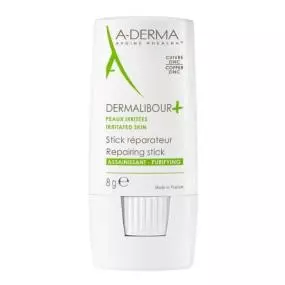 A-DERMA
AVOINE RHEALBA®
CUIVRE
ZINC
COPPER
ZINC
DERMALIBOUR+
PEAUX IRRITÉES
IRRITATED SKIN
Stick réparateur
Repairing stick
ASSAINISSANT - PURIFYING
8 g ℮
Made in France